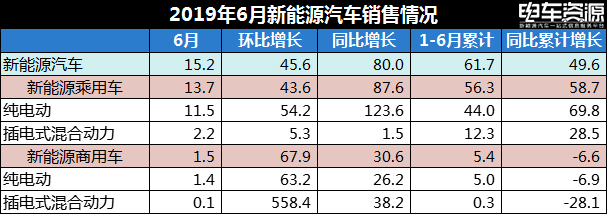 2019年6月新能源汽车销售情况
电车资源
6月 环比增长 同比增长 1-6月累计 同比累计增长
新能源汽车 15.2 45.6 80.0 61.7 49.6
新能源乘用车 13.7 43.6 87.6 56.3 58.7
纯电动 11.5 54.2 123.6 44.0 69.8
插电式混合动力 2.2 5.3 1.5 12.3 28.5
新能源商用车 1.5 67.9 30.6 5.4 -6.6
纯电动 1.4 63.2 26.2 5.0 -6.9
插电式混合动力 0.1 558.4 38.2 0.3 -28.1